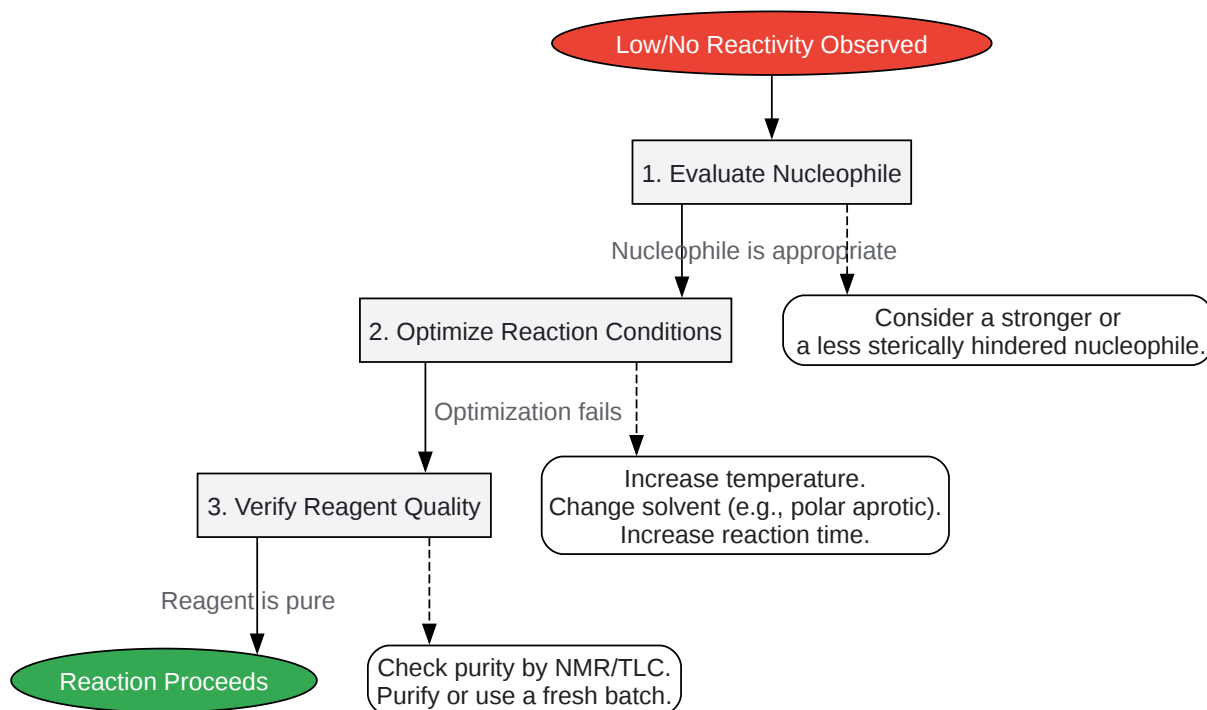 Low/No Reactivity Observed
1. Evaluate Nucleophile
Nucleophile is appropriate
Consider a stronger or
a less sterically hindered nucleophile.
2. Optimize Reaction Conditions
Optimization fails
Increase temperature.
Change solvent (e.g., polar aprotic).
Increase reaction time.
3. Verify Reagent Quality
Reagent is pure
Check purity by NMR/TLC.
Purify or use a fresh batch.
Reaction Proceeds